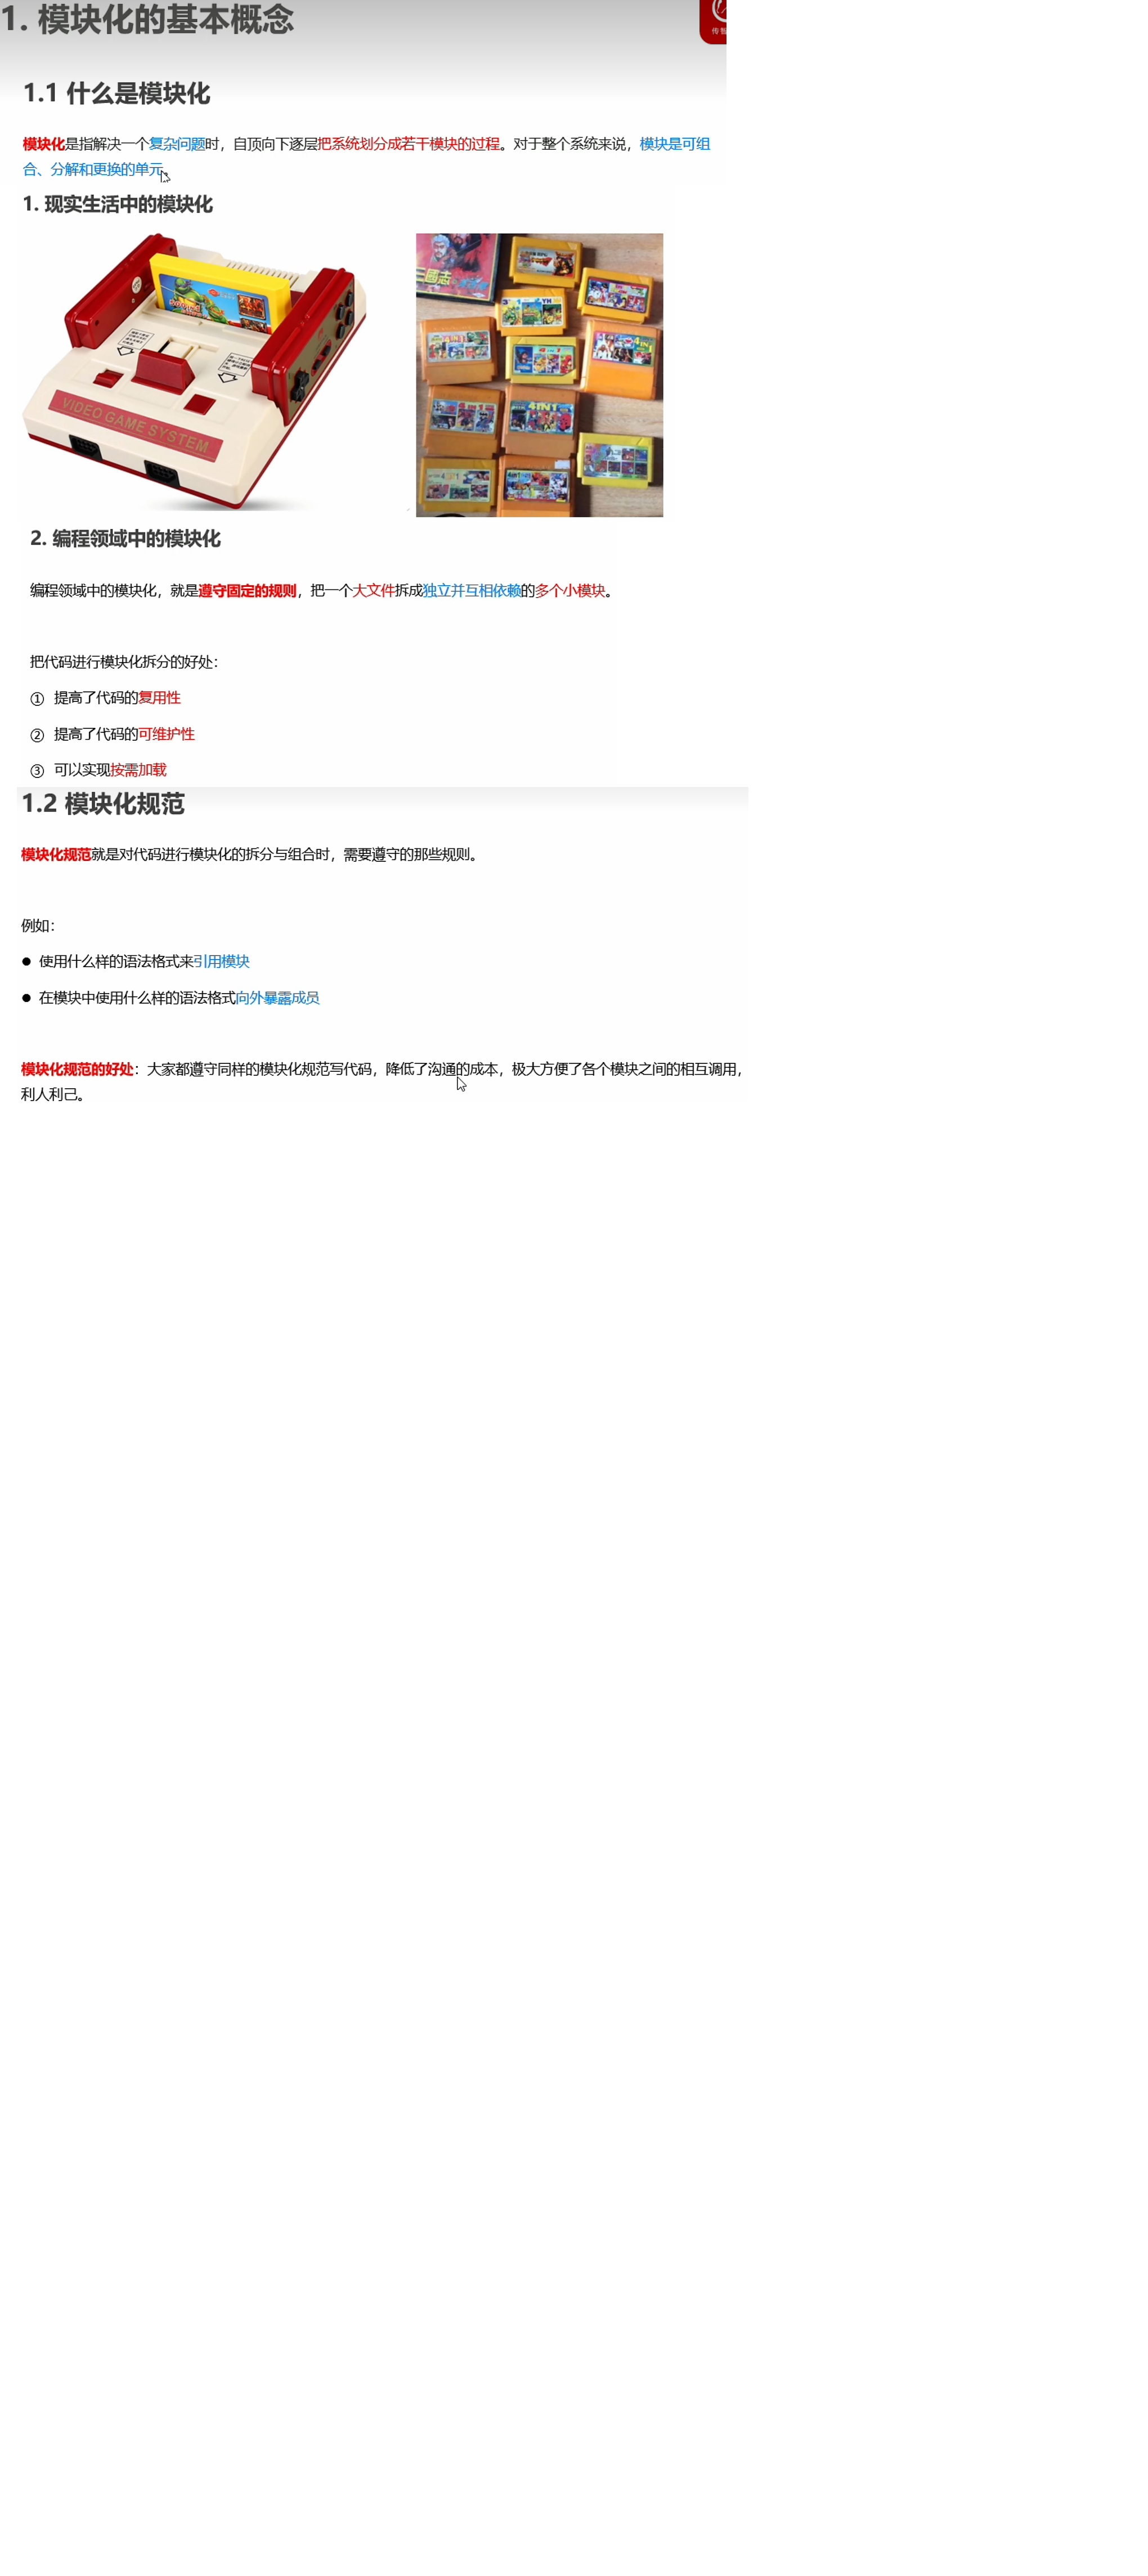 1. 模块化的基本概念
传智
1.1 什么是模块化
模块化是指解决一个复杂问题时，自顶向下逐层把系统划分成若干模块的过程。对于整个系统来说，模块是可组
合、分解和更换的单元。
1. 现实生活中的模块化
VIDEO GAME SYSTEM
三國志
YH
4 IN 1
4IN1
2. 编程领域中的模块化
编程领域中的模块化，就是遵守固定的规则，把一个大文件拆成独立并互相依赖的多个小模块。
把代码进行模块化拆分的好处：
① 提高了代码的复用性
② 提高了代码的可维护性
③ 可以实现按需加载
1.2 模块化规范
模块化规范就是对代码进行模块化的拆分与组合时，需要遵守的那些规则。
例如：
● 使用什么样的语法格式来引用模块
● 在模块中使用什么样的语法格式向外暴露成员
模块化规范的好处：大家都遵守同样的模块化规范写代码，降低了沟通的成本，极大方便了各个模块之间的相互调用，
利人利己。